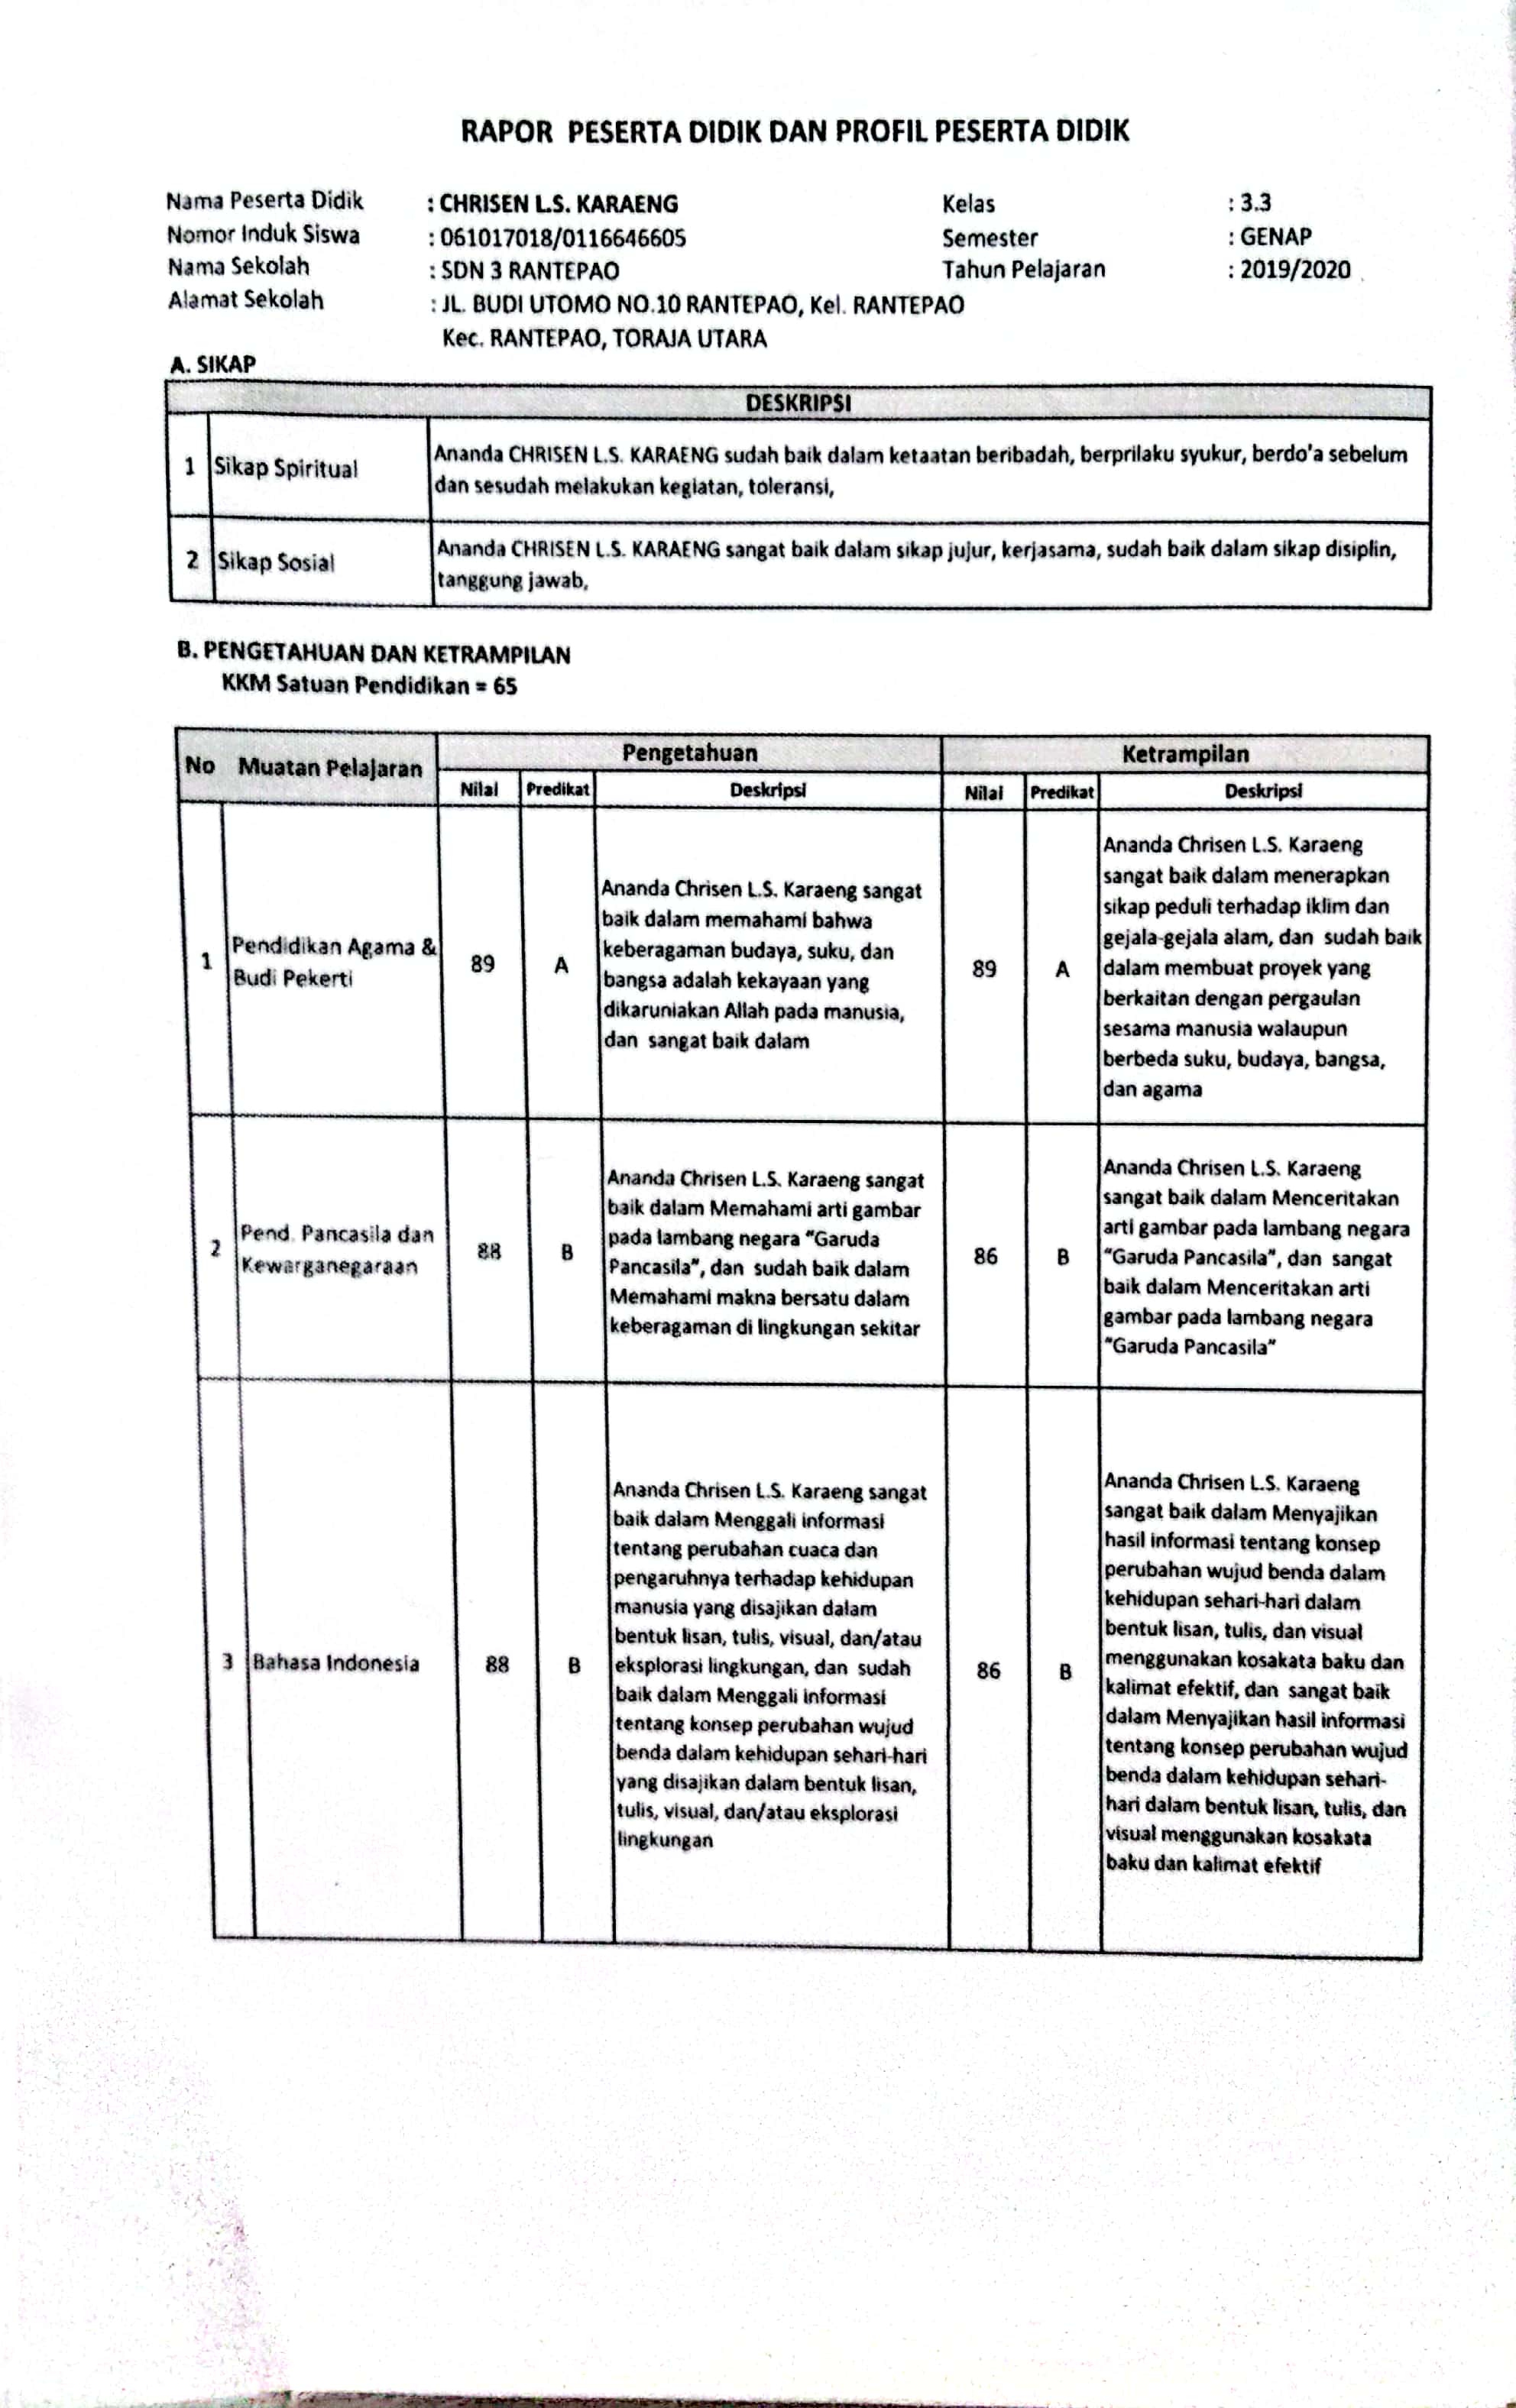 RAPOR PESERTA DIDIK DAN PROFIL PESERTA DIDIK
Nama Peserta Didik : CHRISEN L.S. KARAENG Kelas : 3.3
Nomor Induk Siswa : 061017018/0116646605 Semester : GENAP
Nama Sekolah : SDN 3 RANTEPAO Tahun Pelajaran : 2019/2020
Alamat Sekolah : JL. BUDI UTOMO NO.10 RANTEPAO, Kel. RANTEPAO
Kec. RANTEPAO, TORAJA UTARA
A. SIKAP
DESKRIPSI
1 Sikap Spiritual
Ananda CHRISEN L.S. KARAENG sudah baik dalam ketaatan beribadah, berprilaku syukur, berdo'a sebelum
dan sesudah melakukan kegiatan, toleransi,
2 Sikap Sosial
Ananda CHRISEN L.S. KARAENG sangat baik dalam sikap jujur, kerjasama, sudah baik dalam sikap disiplin,
tanggung jawab,
B. PENGETAHUAN DAN KETRAMPILAN
KKM Satuan Pendidikan = 65
No Muatan Pelajaran Pengetahuan Ketrampilan
Nilai Predikat Deskripsi Nilai Predikat Deskripsi
1
Pendidikan Agama &
Budi Pekerti
89
A
Ananda Chrisen L.S. Karaeng sangat
baik dalam memahami bahwa
keberagaman budaya, suku, dan
bangsa adalah kekayaan yang
dikaruniakan Allah pada manusia,
dan sangat baik dalam
89
A
Ananda Chrisen L.S. Karaeng
sangat baik dalam menerapkan
sikap peduli terhadap iklim dan
gejala-gejala alam, dan sudah baik
dalam membuat proyek yang
berkaitan dengan pergaulan
sesama manusia walaupun
berbeda suku, budaya, bangsa,
dan agama
2
Pend. Pancasila dan
Kewarganegaraan
88
B
Ananda Chrisen L.S. Karaeng sangat
baik dalam Memahami arti gambar
pada lambang negara "Garuda
Pancasila", dan sudah baik dalam
Memahami makna bersatu dalam
keberagaman di lingkungan sekitar
86
B
Ananda Chrisen L.S. Karaeng
sangat baik dalam Menceritakan
arti gambar pada lambang negara
"Garuda Pancasila", dan sangat
baik dalam Menceritakan arti
gambar pada lambang negara
"Garuda Pancasila"
3
Bahasa Indonesia
88
B
Ananda Chrisen L.S. Karaeng sangat
baik dalam Menggali informasi
tentang perubahan cuaca dan
pengaruhnya terhadap kehidupan
manusia yang disajikan dalam
bentuk lisan, tulis, visual, dan/atau
eksplorasi lingkungan, dan sudah
baik dalam Menggali informasi
tentang konsep perubahan wujud
benda dalam kehidupan sehari-hari
yang disajikan dalam bentuk lisan,
tulis, visual, dan/atau eksplorasi
lingkungan
86
B
Ananda Chrisen L.S. Karaeng
sangat baik dalam Menyajikan
hasil informasi tentang konsep
perubahan wujud benda dalam
kehidupan sehari-hari dalam
bentuk lisan, tulis, dan visual
menggunakan kosakata baku dan
kalimat efektif, dan sangat baik
dalam Menyajikan hasil informasi
tentang konsep perubahan wujud
benda dalam kehidupan sehari-
hari dalam bentuk lisan, tulis, dan
visual menggunakan kosakata
baku dan kalimat efektif